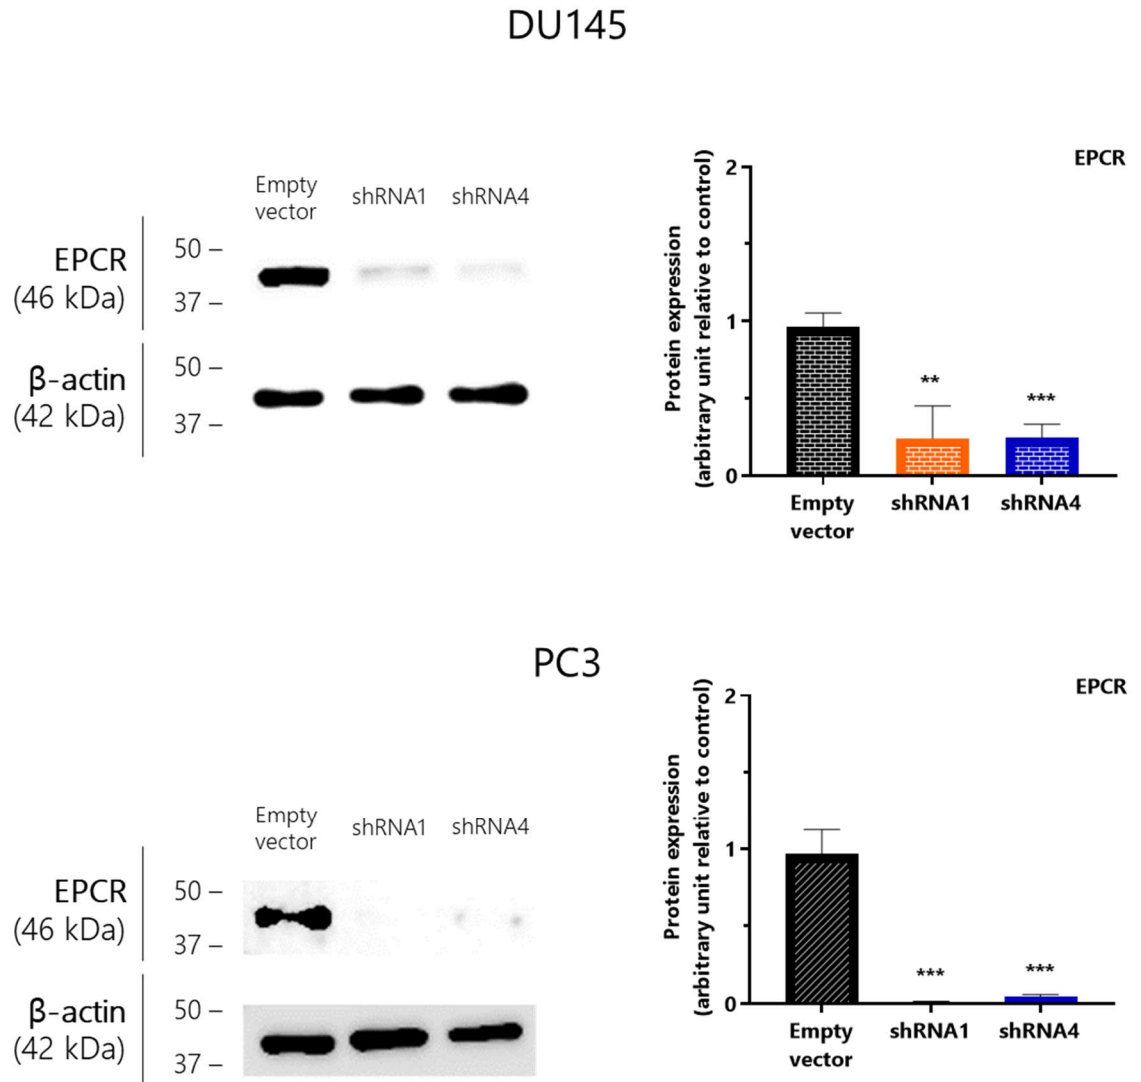 DU145
Empty
vector
shRNA1
shRNA4
EPCR
(46 kDa)
50 –
37 –
β-actin
(42 kDa)
50 –
37 –
EPCR
Protein expression
(arbitrary unit relative to control)
2
1
0
**
***
Empty
vector
shRNA1
shRNA4
PC3
Empty
vector
shRNA1
shRNA4
EPCR
(46 kDa)
50 –
37 –
β-actin
(42 kDa)
50 –
37 –
EPCR
Protein expression
(arbitrary unit relative to control)
2
1
0
***
***
Empty
vector
shRNA1
shRNA4